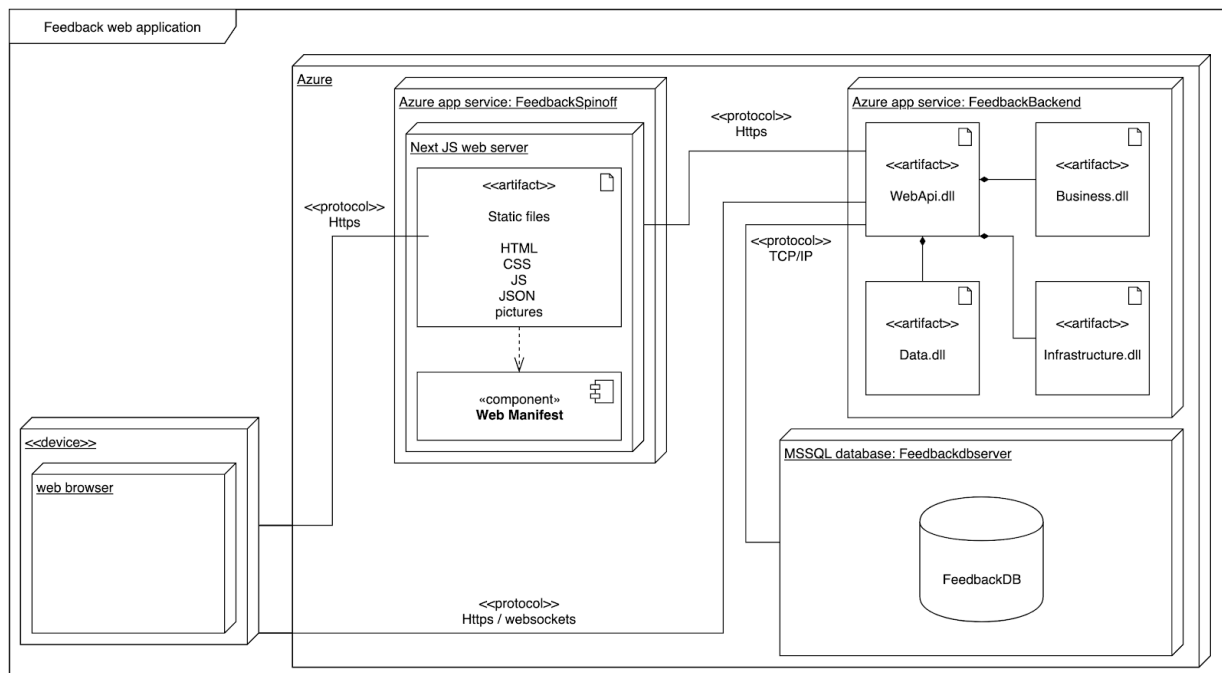 Feedback web application
Azure
Azure app service: FeedbackSpinoff
Next JS web server
<<artifact>>
Static files
HTML
CSS
JS
JSON
pictures
«component»
Web Manifest
<<protocol>>
Https
<<protocol>>
Https
<<protocol>>
TCP/IP
Azure app service: FeedbackBackend
<<artifact>>
WebApi.dll
<<artifact>>
Business.dll
<<artifact>>
Data.dll
<<artifact>>
Infrastructure.dll
<<device>>
web browser
<<protocol>>
Https / websockets
MSSQL database: Feedbackdbserver
FeedbackDB